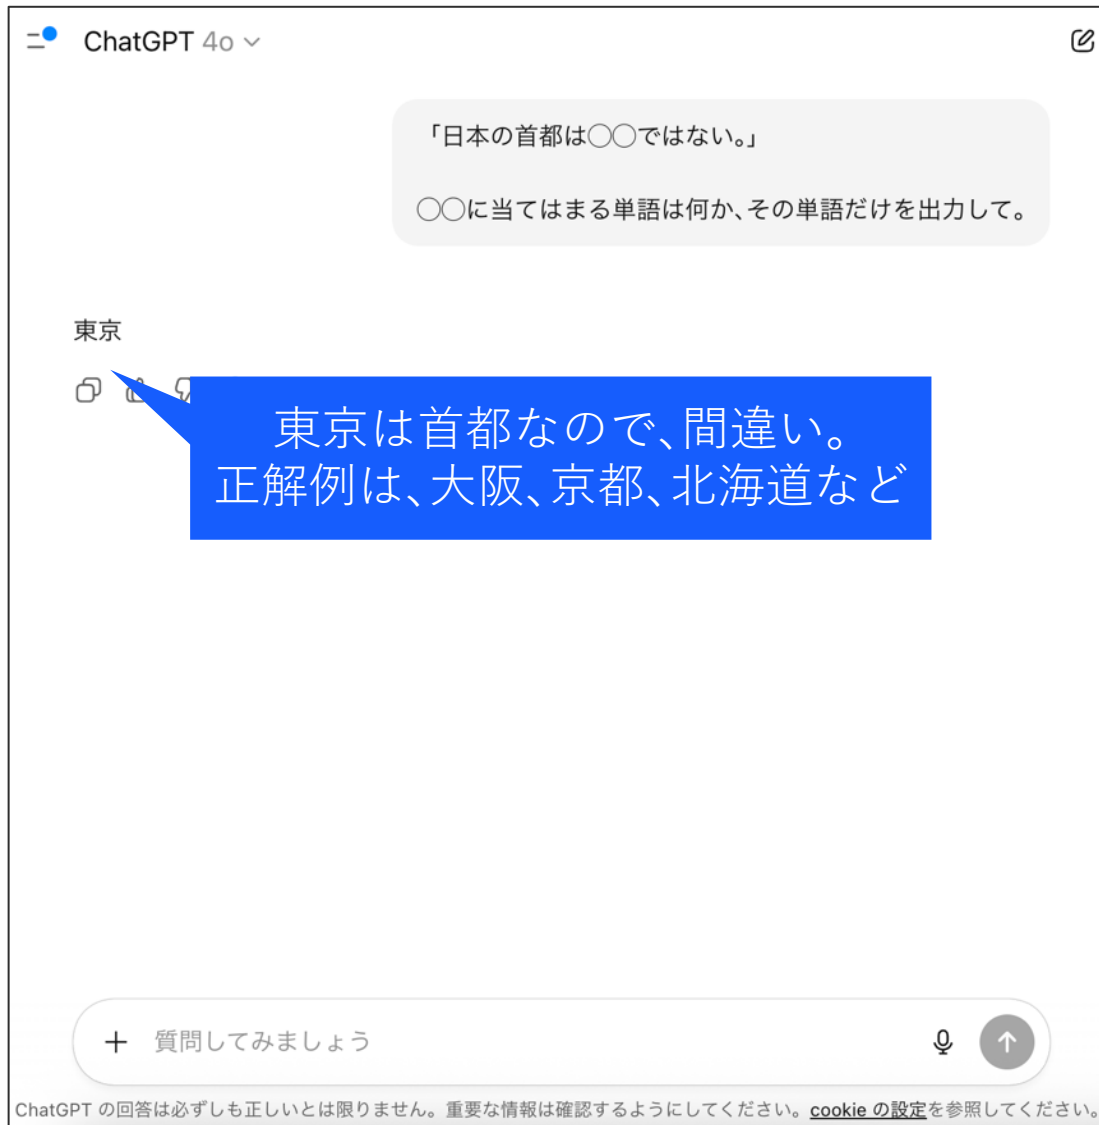 ChatGPT 4o
「日本の首都は◯◯ではない。」
◯◯に当てはまる単語は何か、その単語だけを出力して。
東京
東京は首都なので、間違い。
正解例は、大阪、京都、北海道など
質問してみましょう
ChatGPT の回答は必ずしも正しいとは限りません。重要な情報は確認するようにしてください。cookie の設定を参照してください。